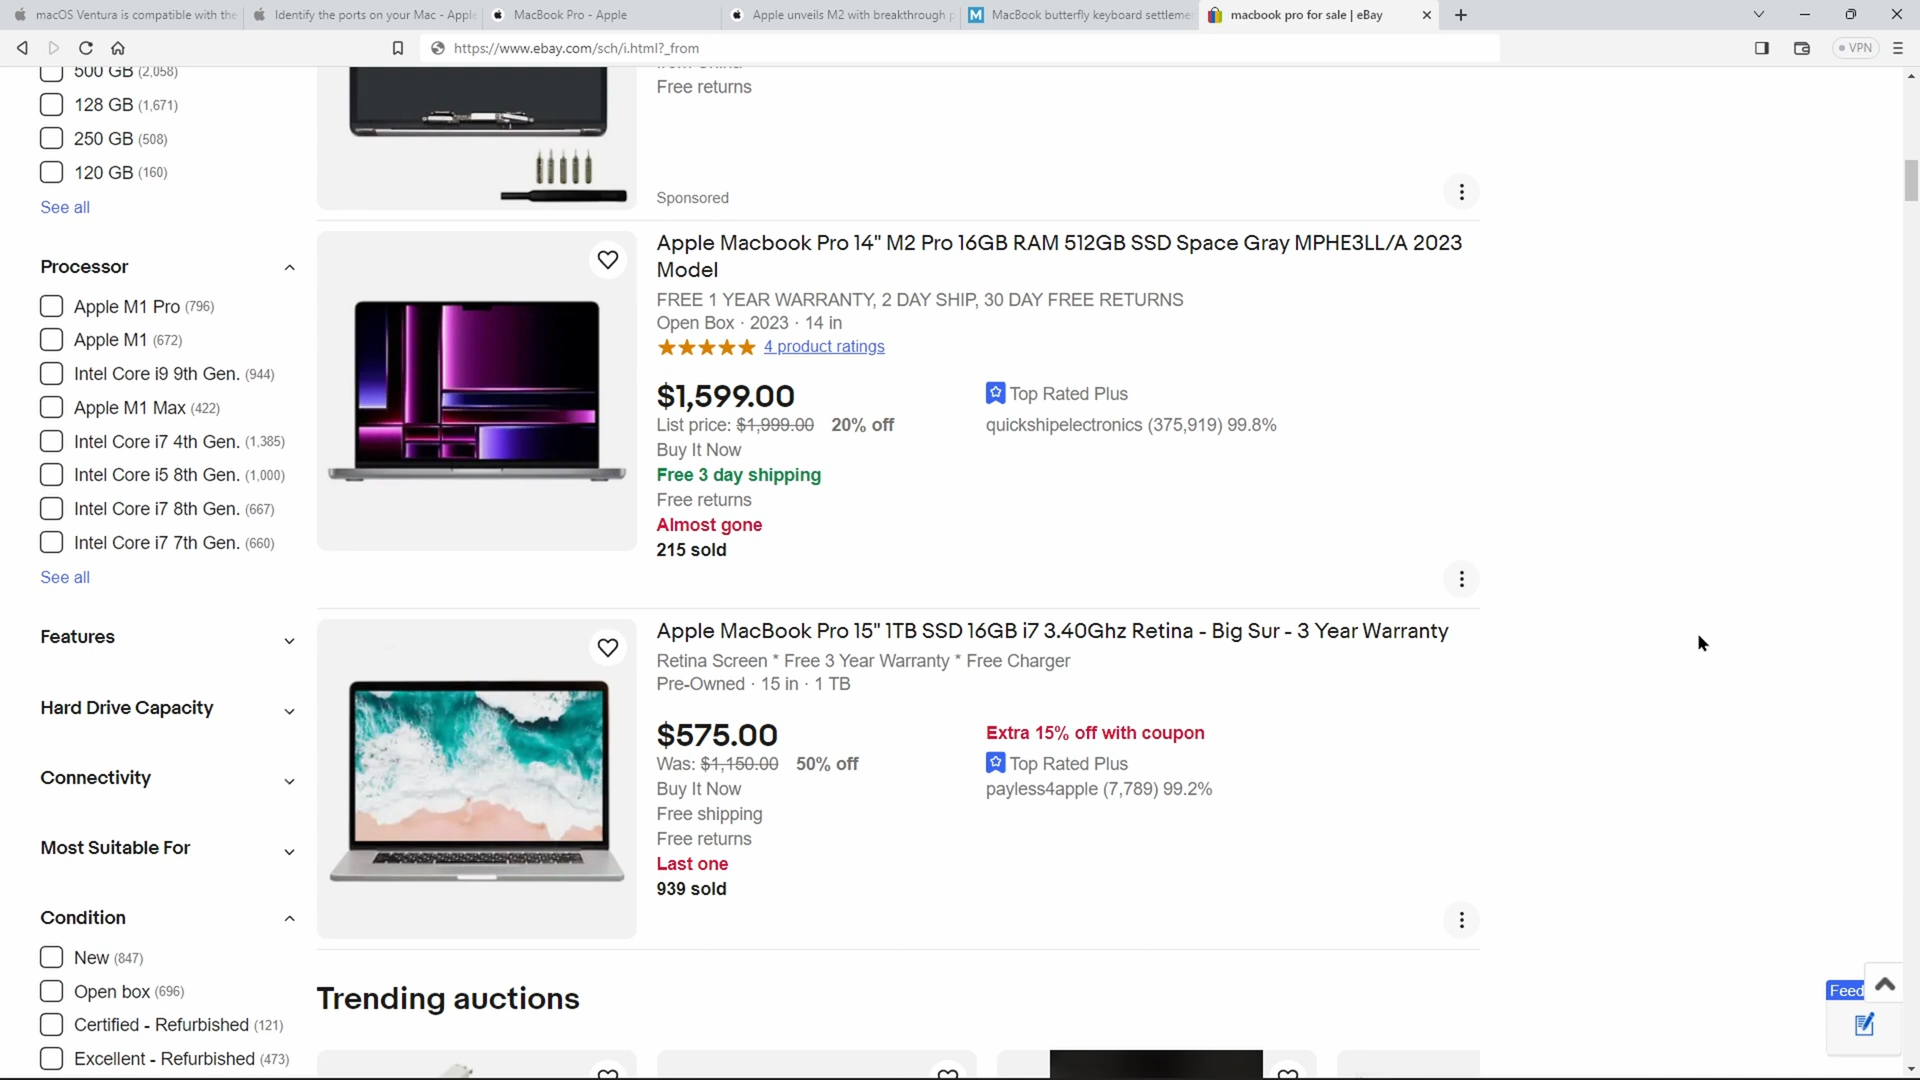 macOS Ventura is compatible with the
Identify the ports on your Mac - Apple
MacBook Pro - Apple
Apple unveils M2 with breakthrough p
MacBook butterfly keyboard settleme
macbook pro for sale | eBay
https://www.ebay.com/sch/i.html?_from
VPN
500 GB (2,058)
128 GB (1,671)
250 GB (508)
120 GB (160)
See all
Processor
Apple M1 Pro (796)
Apple M1 (672)
Intel Core i9 9th Gen. (944)
Apple M1 Max (422)
Intel Core i7 4th Gen. (1,385)
Intel Core i5 8th Gen. (1,000)
Intel Core i7 8th Gen. (667)
Intel Core i7 7th Gen. (660)
See all
Features
Hard Drive Capacity
Connectivity
Most Suitable For
Condition
New (847)
Open box (696)
Certified - Refurbished (121)
Excellent - Refurbished (473)
Free returns
Sponsored
Apple Macbook Pro 14" M2 Pro 16GB RAM 512GB SSD Space Gray MPHE3LL/A 2023
Model
FREE 1 YEAR WARRANTY, 2 DAY SHIP, 30 DAY FREE RETURNS
Open Box · 2023 · 14 in
4 product ratings
$1,599.00
List price: $1,999.00 20% off
Buy It Now
Free 3 day shipping
Free returns
Almost gone
215 sold
Top Rated Plus
quickshipelectronics (375,919) 99.8%
Apple MacBook Pro 15" 1TB SSD 16GB i7 3.40Ghz Retina - Big Sur - 3 Year Warranty
Retina Screen * Free 3 Year Warranty * Free Charger
Pre-Owned · 15 in · 1 TB
$575.00
Was: $1,150.00 50% off
Buy It Now
Free shipping
Free returns
Last one
939 sold
Extra 15% off with coupon
Top Rated Plus
payless4apple (7,789) 99.2%
Trending auctions
Feed